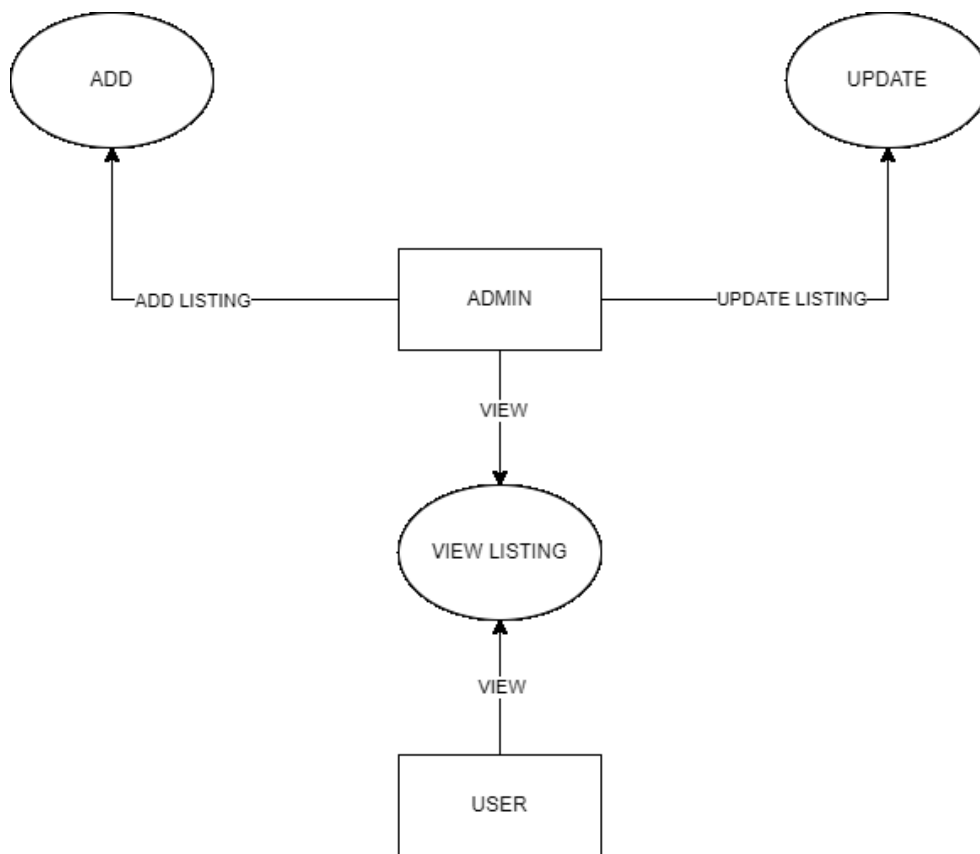 ADD
UPDATE
ADMIN
ADD LISTING
UPDATE LISTING
VIEW
VIEW LISTING
VIEW
USER